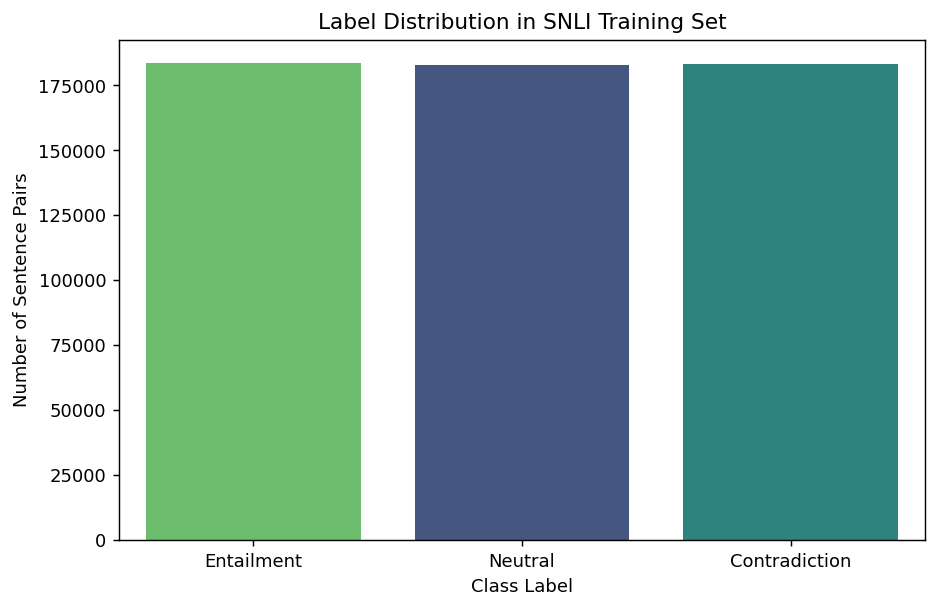 Label Distribution in SNLI Training Set
Number of Sentence Pairs
175000
150000
125000
100000
75000
50000
25000
0
Entailment
Neutral
Contradiction
Class Label